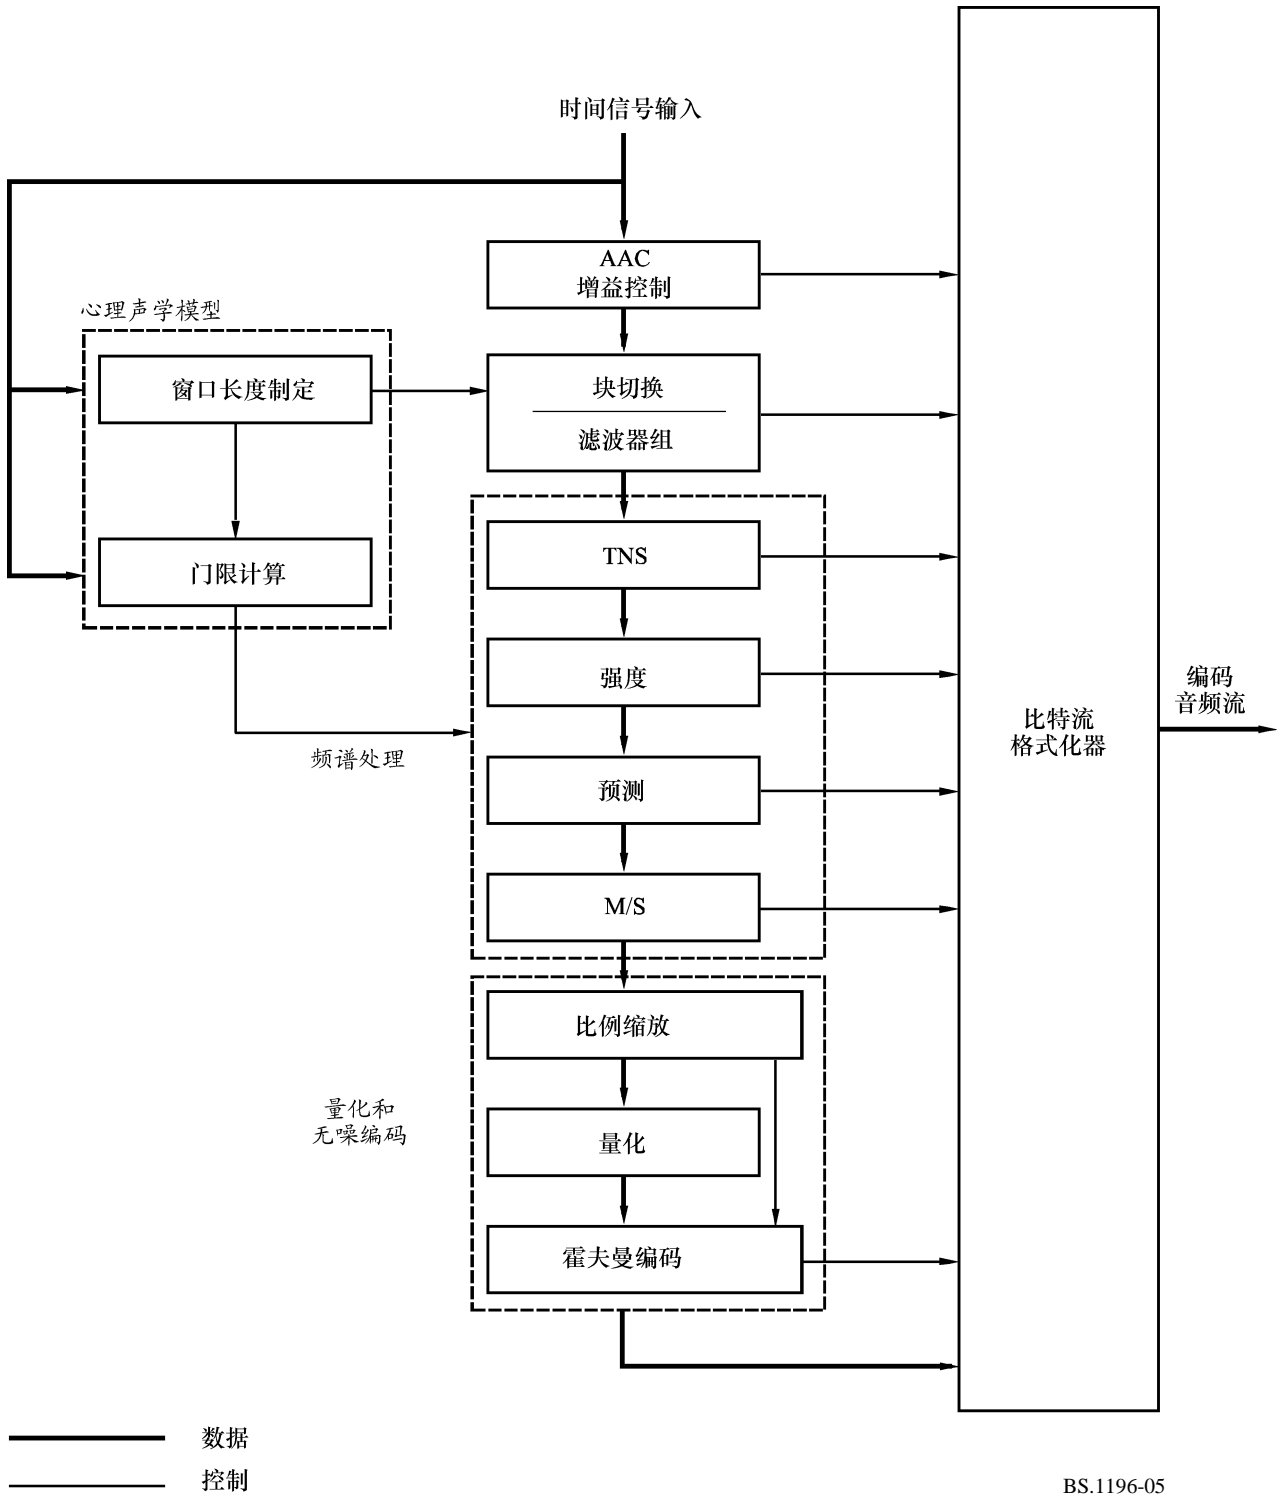 时间信号输入
AAC
增益控制
心理声学模型
窗口长度制定
块切换
滤波器组
门限计算
TNS
强度
频谱处理
预测
M/S
比例缩放
量化和
无噪编码
量化
霍夫曼编码
比特流
格式化器
编码
音频流
数据
控制
BS.1196-05